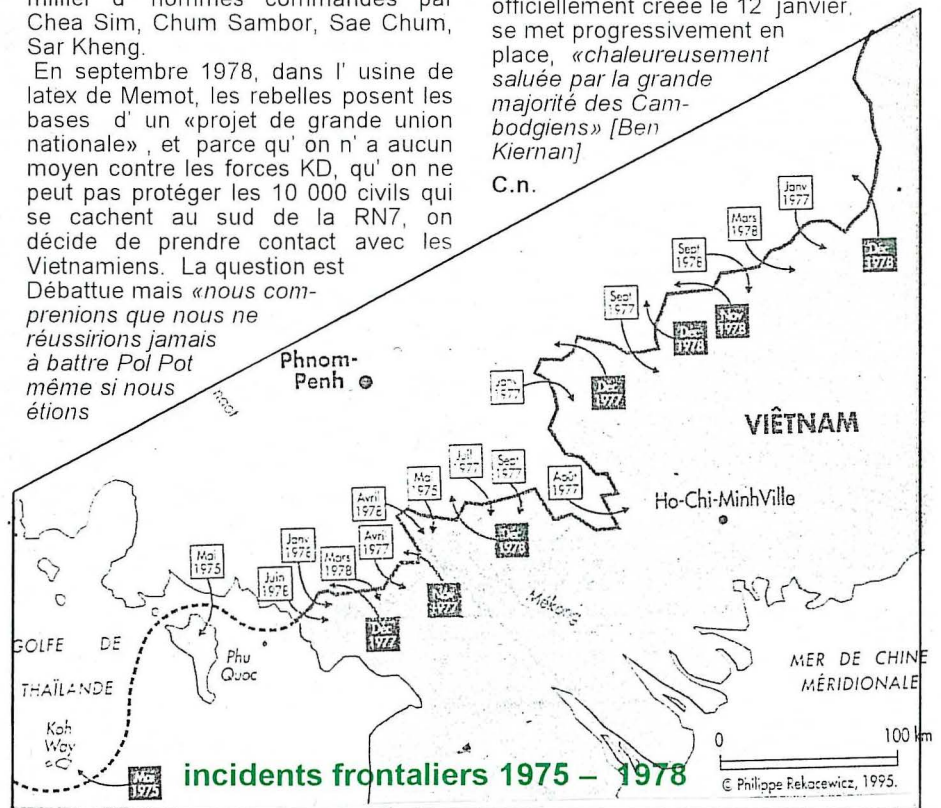 millier d' hommes commandés par
Chea Sim, Chum Sambor, Sae Chum,
Sar Kheng.
En septembre 1978, dans l' usine de
latex de Memot, les rebelles posent les
bases d' un «projet de grande union
nationale» , et parce qu' on n' a aucun
moyen contre les forces KD, qu' on ne
peut pas protéger les 10 000 civils qui
se cachent au sud de la RN7, on
décide de prendre contact avec les
Vietnamiens. La question est
Débattue mais «nous com-
prenions que nous ne
réussirions jamais
à battre Pol Pot
même si nous
étions
officiellement créée le 12 janvier,
se met progressivement en
place, «chaleureusement
saluée par la grande
majorité des Cam-
bodgiens» [Ben
Kiernan]
C.n.
Janv
1977
Mars
1978
Déc
1978
Sept
1978
Sept
1977
Nov
1978
Déc
1978
Phnom-
Penh
Janv
1977
Déc
1977
VIÊTNAM
Juil
1977
Sept
1977
Mai
1975
Août
1977
Ho-Chi-MinhVille
Avril
1978
Déc
1978
Avril
1977
Janv
1978
Mars
1978
Mai
1975
Juin
1978
Nov
1977
Mékong
Déc
1977
GOLFE DE
THAÏLANDE
Phu
Quoc
MER DE CHINE
MÉRIDIONALE
Koh
Way
0 100 km
Mai
1975
incidents frontaliers 1975 – 1978
© Philippe Rekacewicz, 1995.